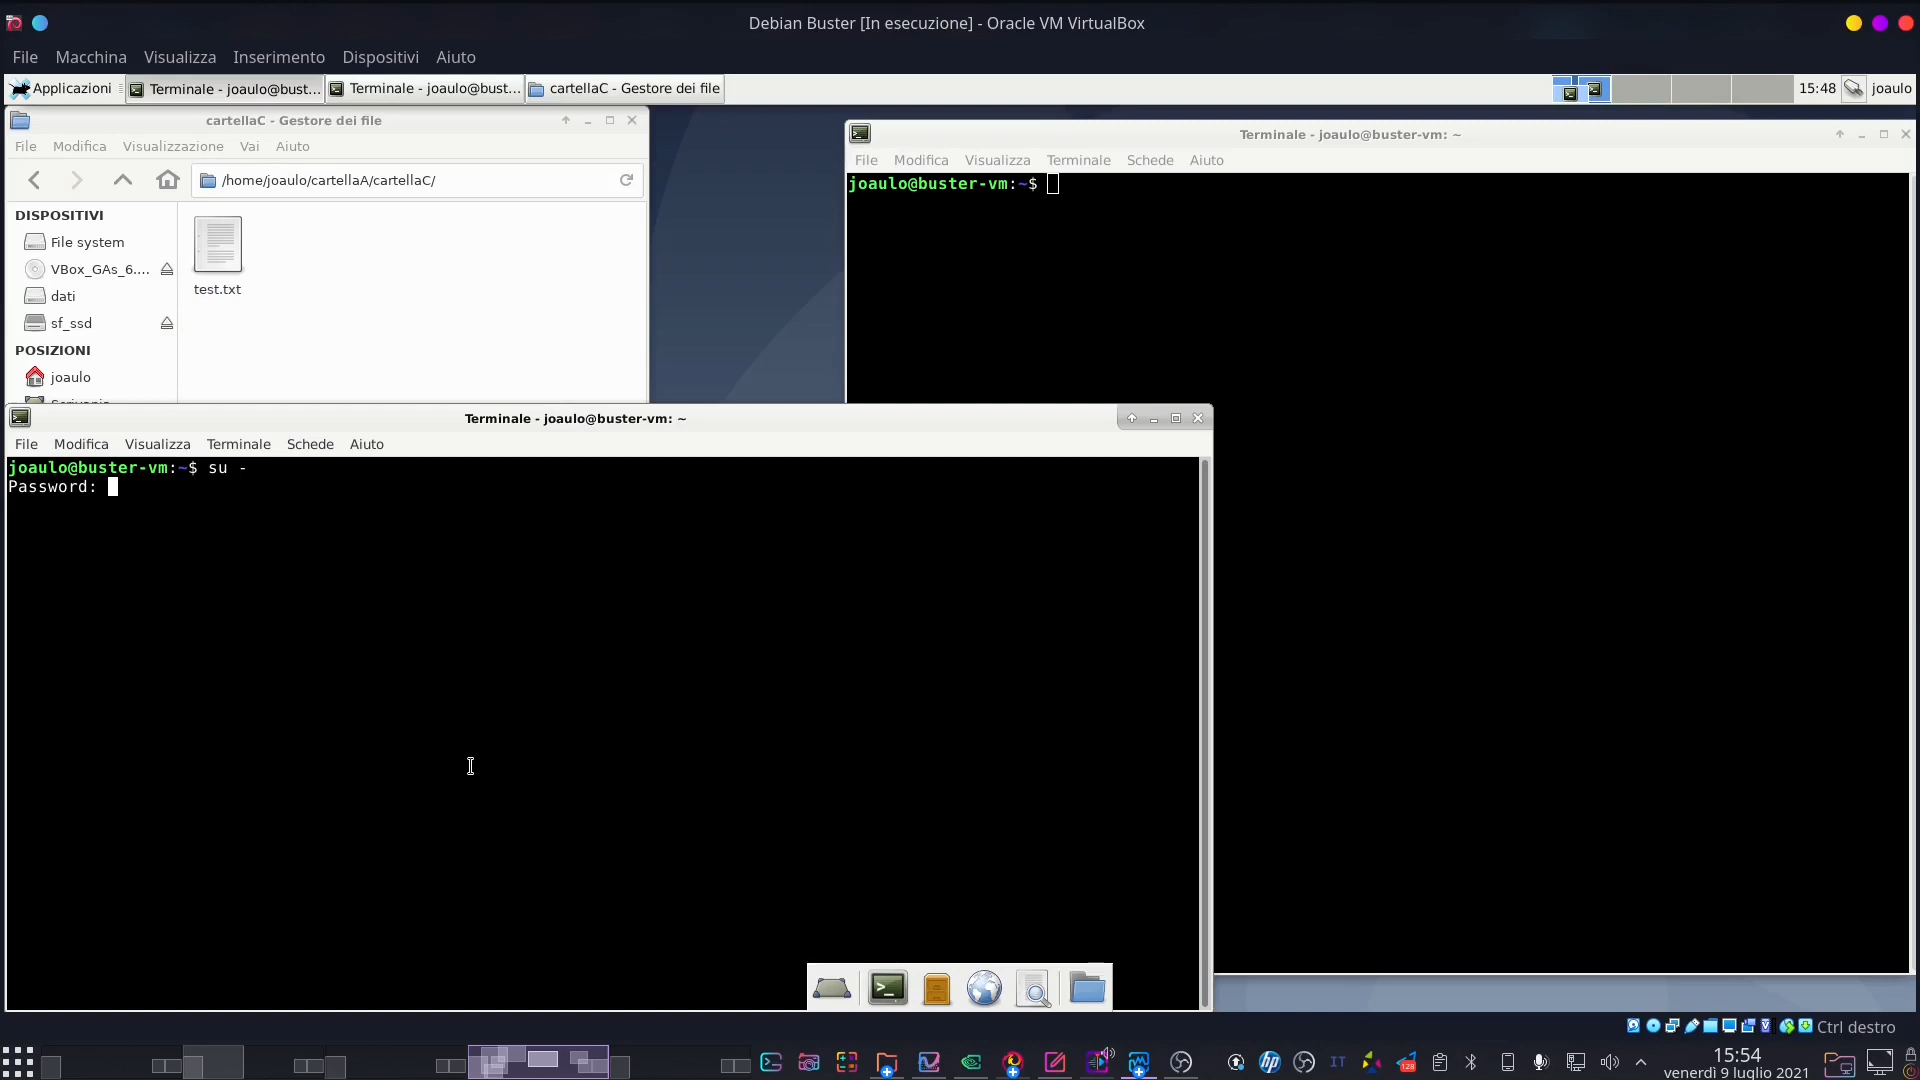 Debian Buster [In esecuzione] - Oracle VM VirtualBox
File Macchina Visualizza Inserimento Dispositivi Aiuto
Applicazioni Terminale - joaulo@bust... Terminale - joaulo@bust... cartellaC - Gestore dei file 15:48 joaulo
cartellaC - Gestore dei file
File Modifica Visualizzazione Vai Aiuto
/home/joaulo/cartellaA/cartellaC/
DISPOSITIVI
File system
VBox_GAs_6....
dati
sf_ssd
POSIZIONI
joaulo
test.txt
Terminale - joaulo@buster-vm: ~
File Modifica Visualizza Terminale Schede Aiuto
joaulo@buster-vm:~$
Terminale - joaulo@buster-vm: ~
File Modifica Visualizza Terminale Schede Aiuto
joaulo@buster-vm:~$ su -
Password:
Ctrl destro
IT
128
15:54
venerdì 9 luglio 2021